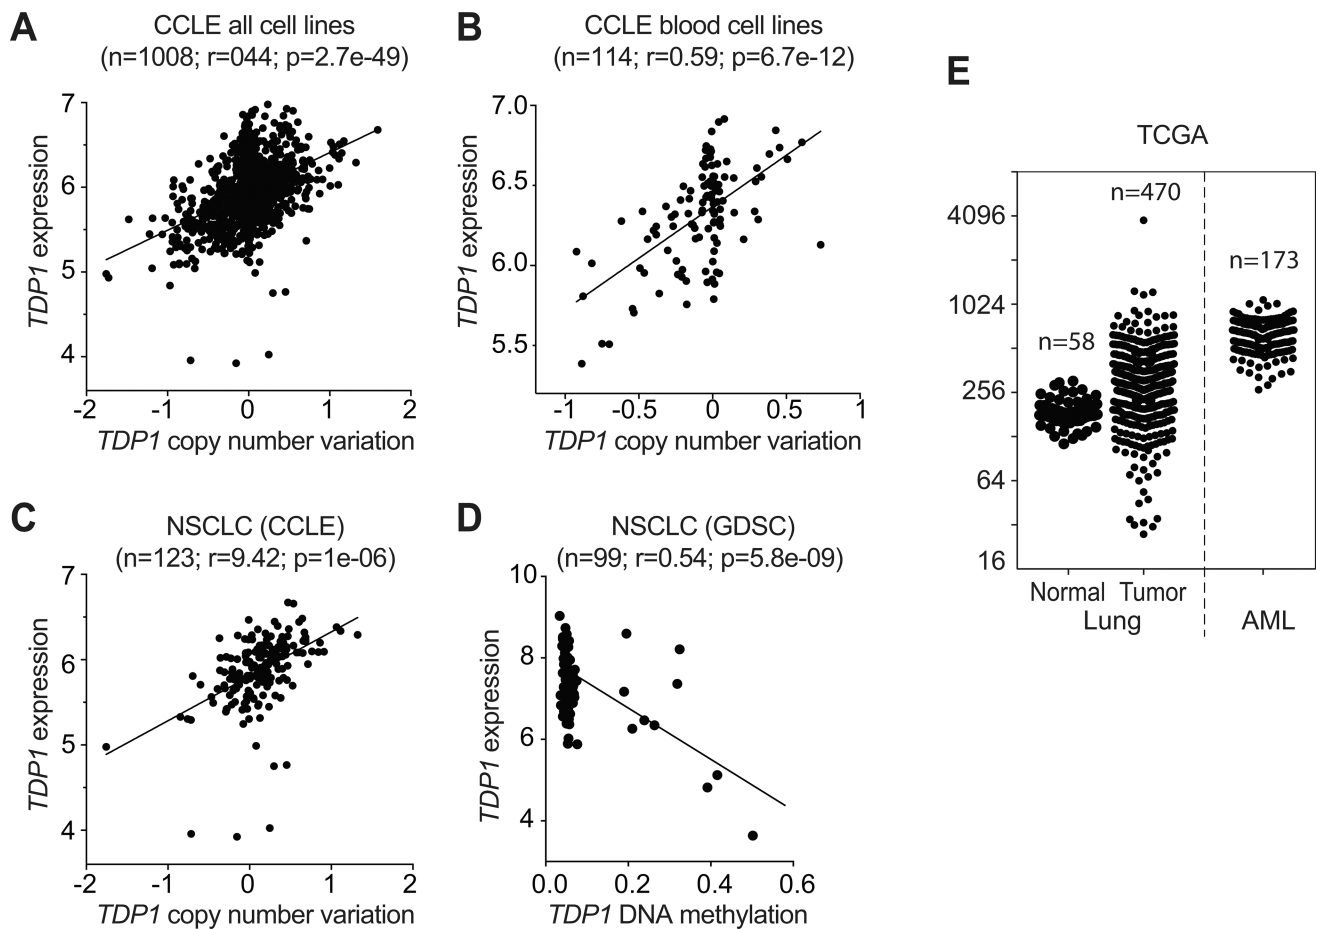 A
CCLE all cell lines
(n=1008; r=044; p=2.7e-49)
7
6
5
4
TDP1 expression
-2
-1
0
1
2
TDP1 copy number variation
B
CCLE blood cell lines
(n=114; r=0.59; p=6.7e-12)
7.0
6.5
6.0
5.5
TDP1 expression
-1
-0.5
0
0.5
1
TDP1 copy number variation
C
NSCLC (CCLE)
(n=123; r=9.42; p=1e-06)
7
6
5
4
TDP1 expression
-2
-1
0
1
2
TDP1 copy number variation
D
NSCLC (GDSC)
(n=99; r=0.54; p=5.8e-09)
10
8
6
4
TDP1 expression
0.0
0.2
0.4
0.6
TDP1 DNA methylation
E
TCGA
4096
1024
256
64
16
n=58
n=470
n=173
Normal Tumor
Lung
AML